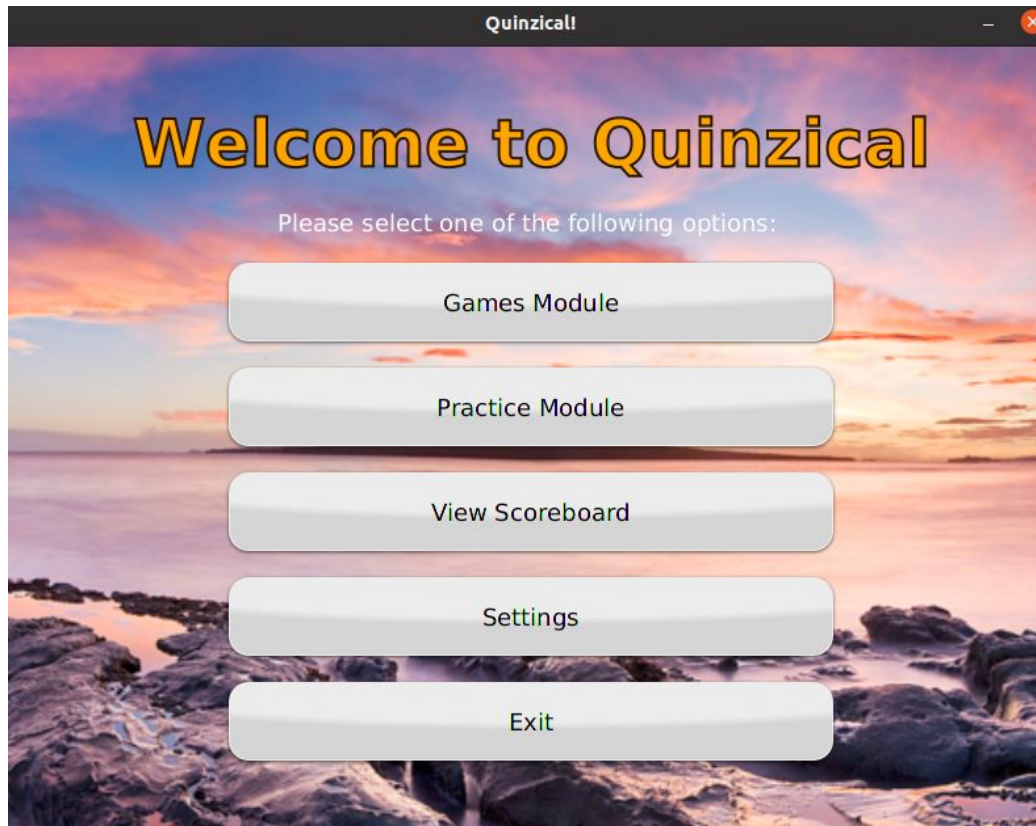 Quinzical!
Welcome to Quinzical
Please select one of the following options:
Games Module
Practice Module
View Scoreboard
Settings
Exit